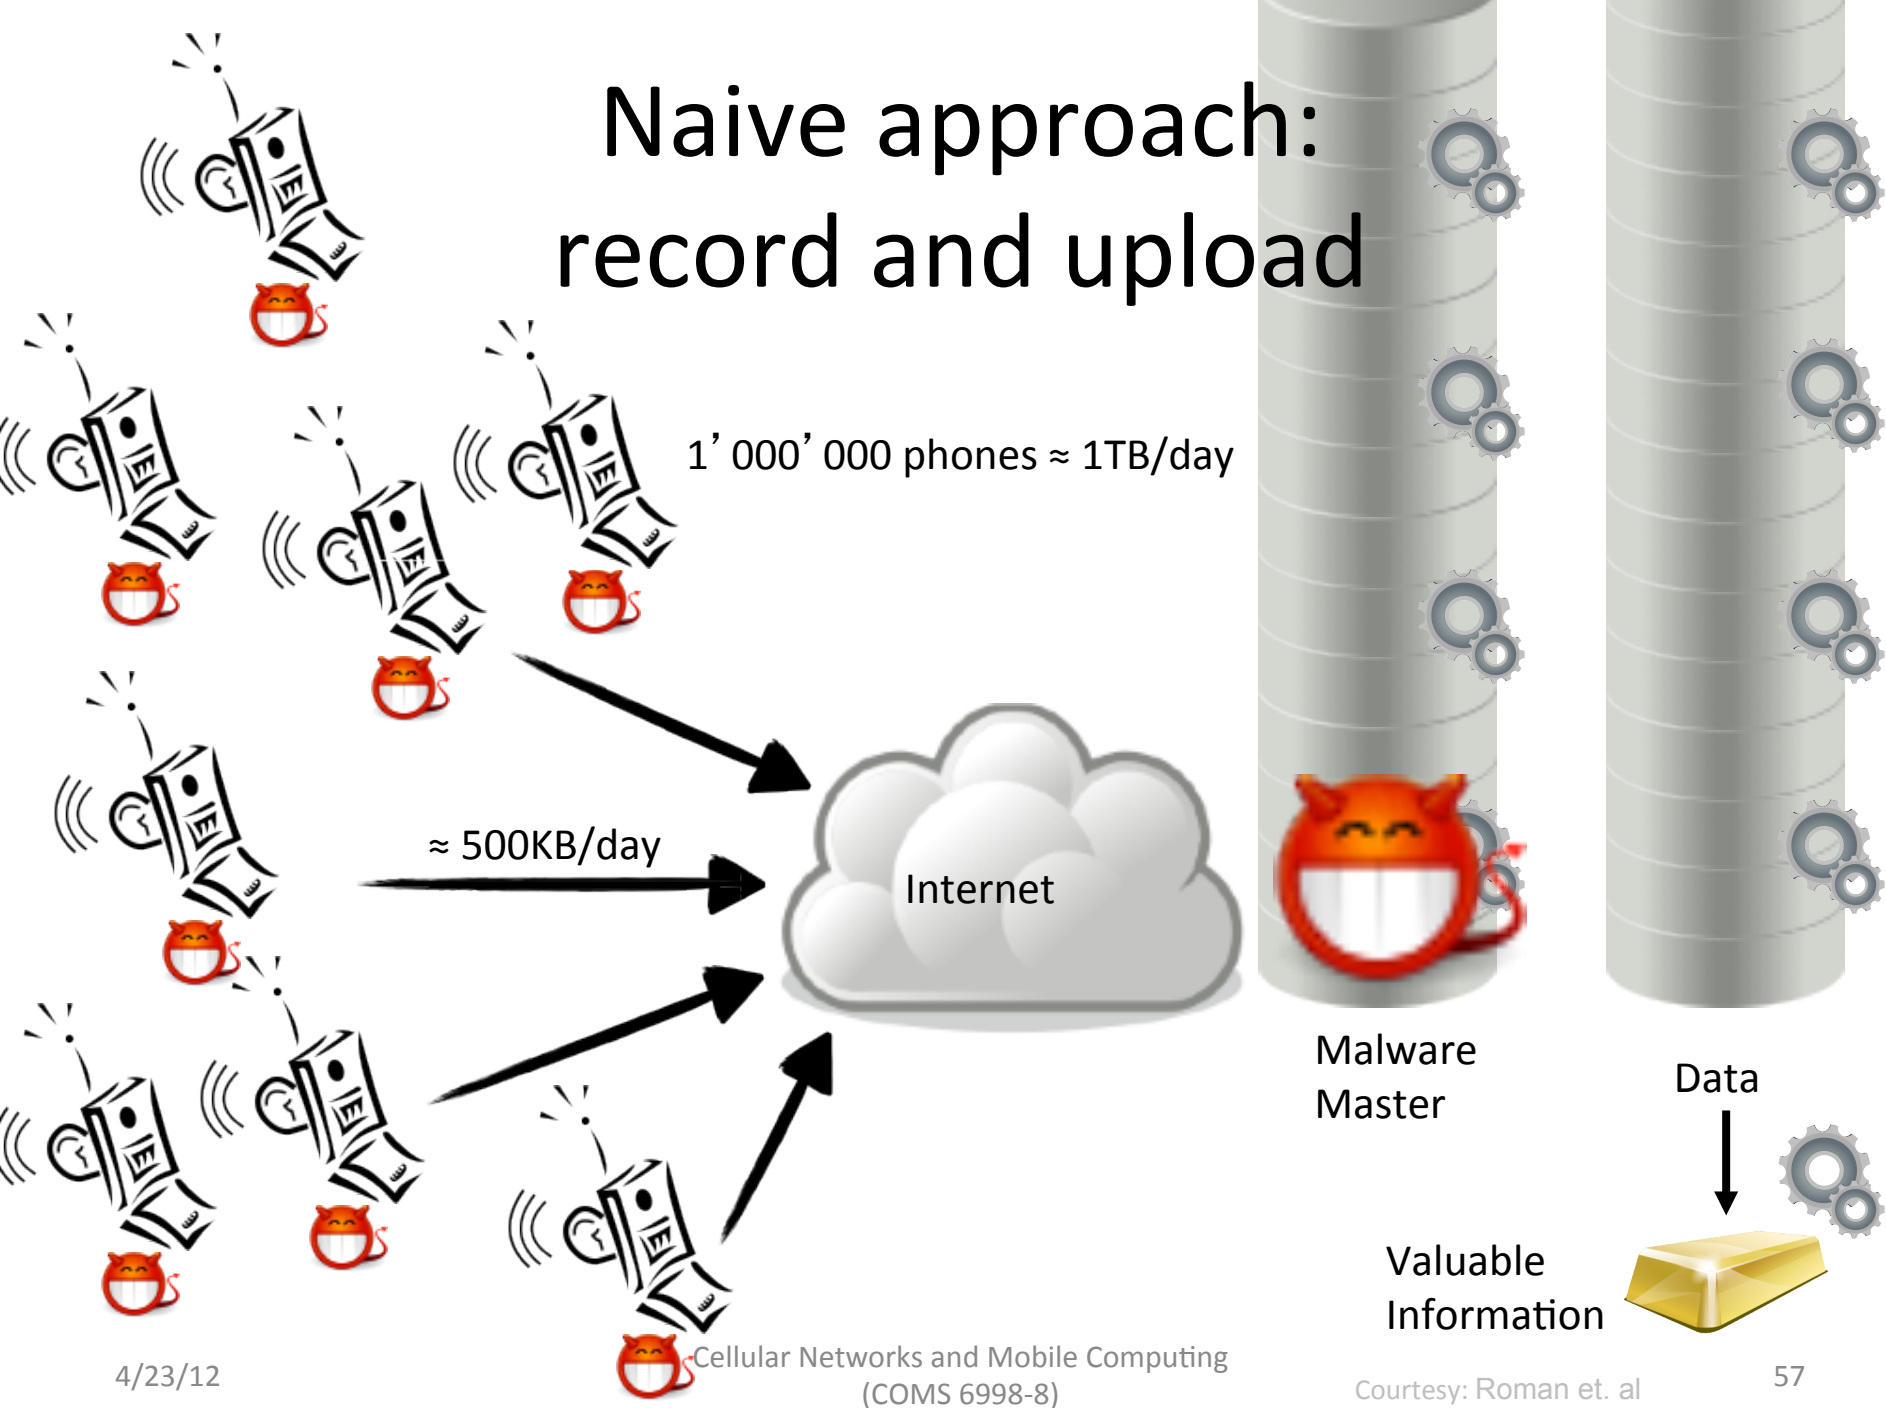 Naive approach:
record and upload
1’000’000 phones ≈ 1TB/day
≈ 500KB/day
Internet
Malware
Master
Data
Valuable
Information
4/23/12
Cellular Networks and Mobile Computing
(COMS 6998-8)
Courtesy: Roman et. al
57